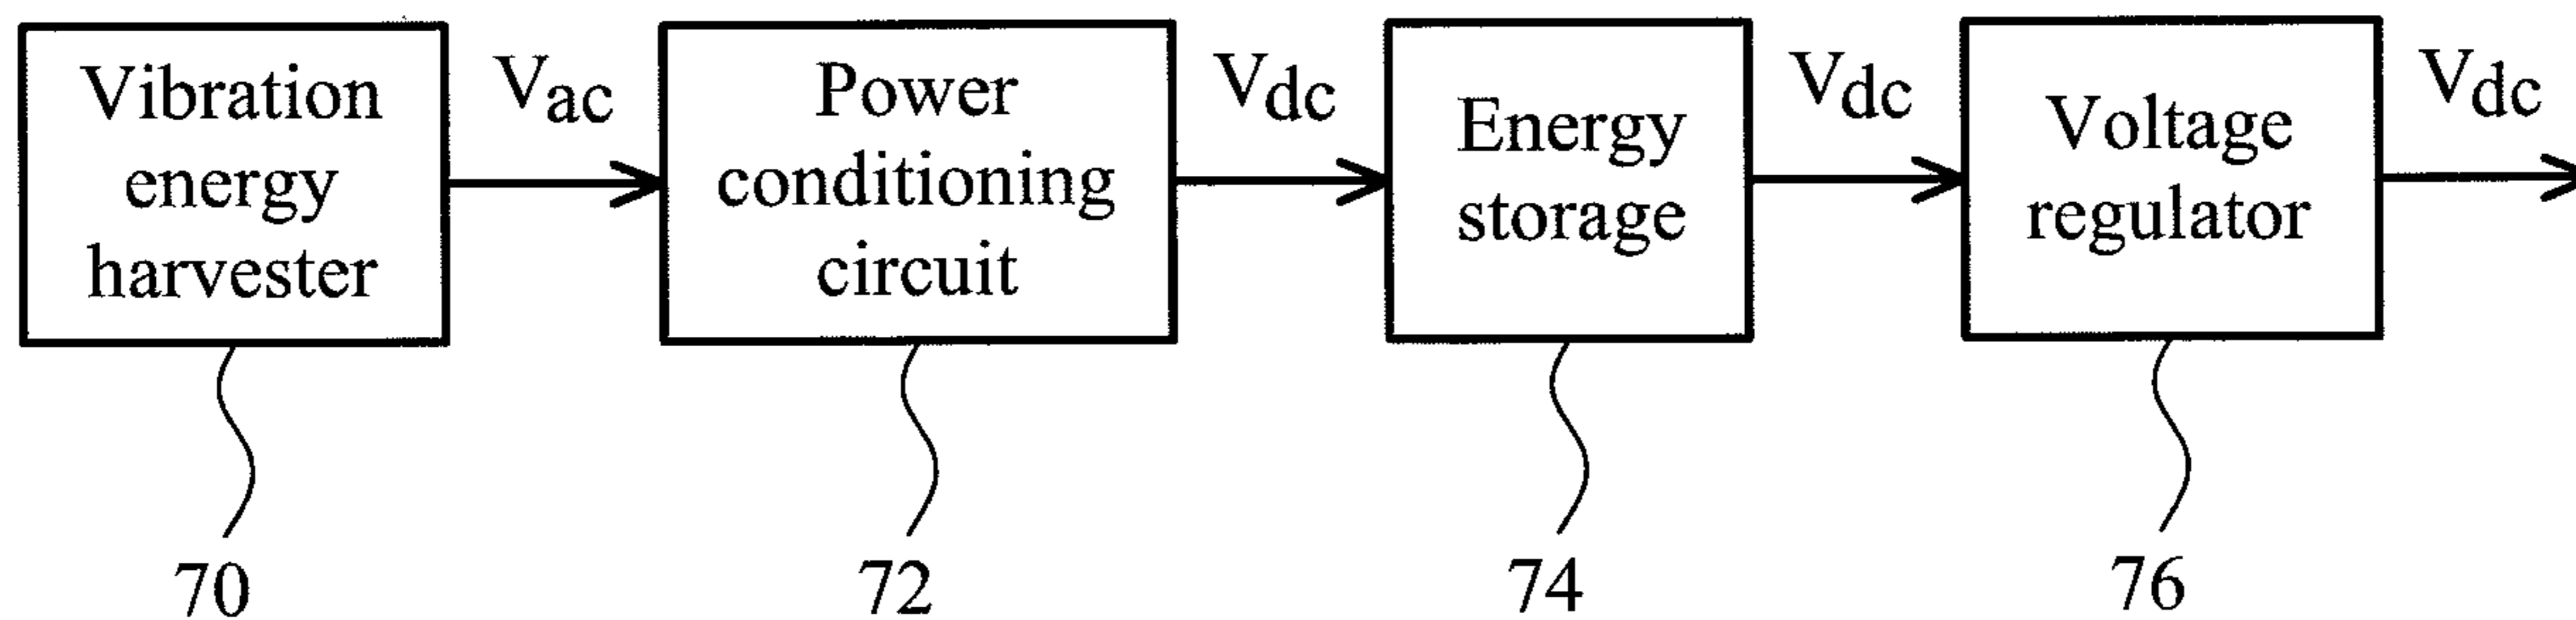 Vibration
energy
harvester
Vac
Power
conditioning
circuit
Vdc
Energy
storage
Vdc
Voltage
regulator
Vdc
70
72
74
76